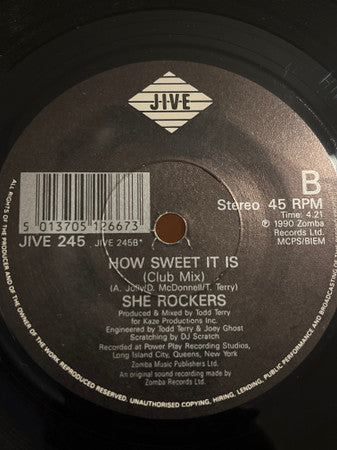 JIVE
B
Stereo 45 RPM
Time: 4.21
Ⓟ 1990 Zomba
Records Ltd.
MCPS/BIEM
5 013705 126673
JIVE 245 JIVE 245B*
HOW SWEET IT IS
(Club Mix)
(A. Jully/D. McDonnell/T. Terry)
SHE ROCKERS
Produced & Mixed by Todd Terry
for Kaze Productions Inc.
Engineered by Todd Terry & Joey Ghost
Scratching by DJ Scratch
Recorded at Power Play Recording Studios,
Long Island City, Queens, New York
Zomba Music Publishers Ltd.
An original sound recording made by
Zomba Records Ltd.
ALL RIGHTS OF THE PRODUCER AND OF THE OWNER OF THE WORK REPRODUCED RESERVED. UNAUTHORISED COPYING, HIRING, LENDING, PUBLIC PERFORMANCE AND BROADCASTING OF